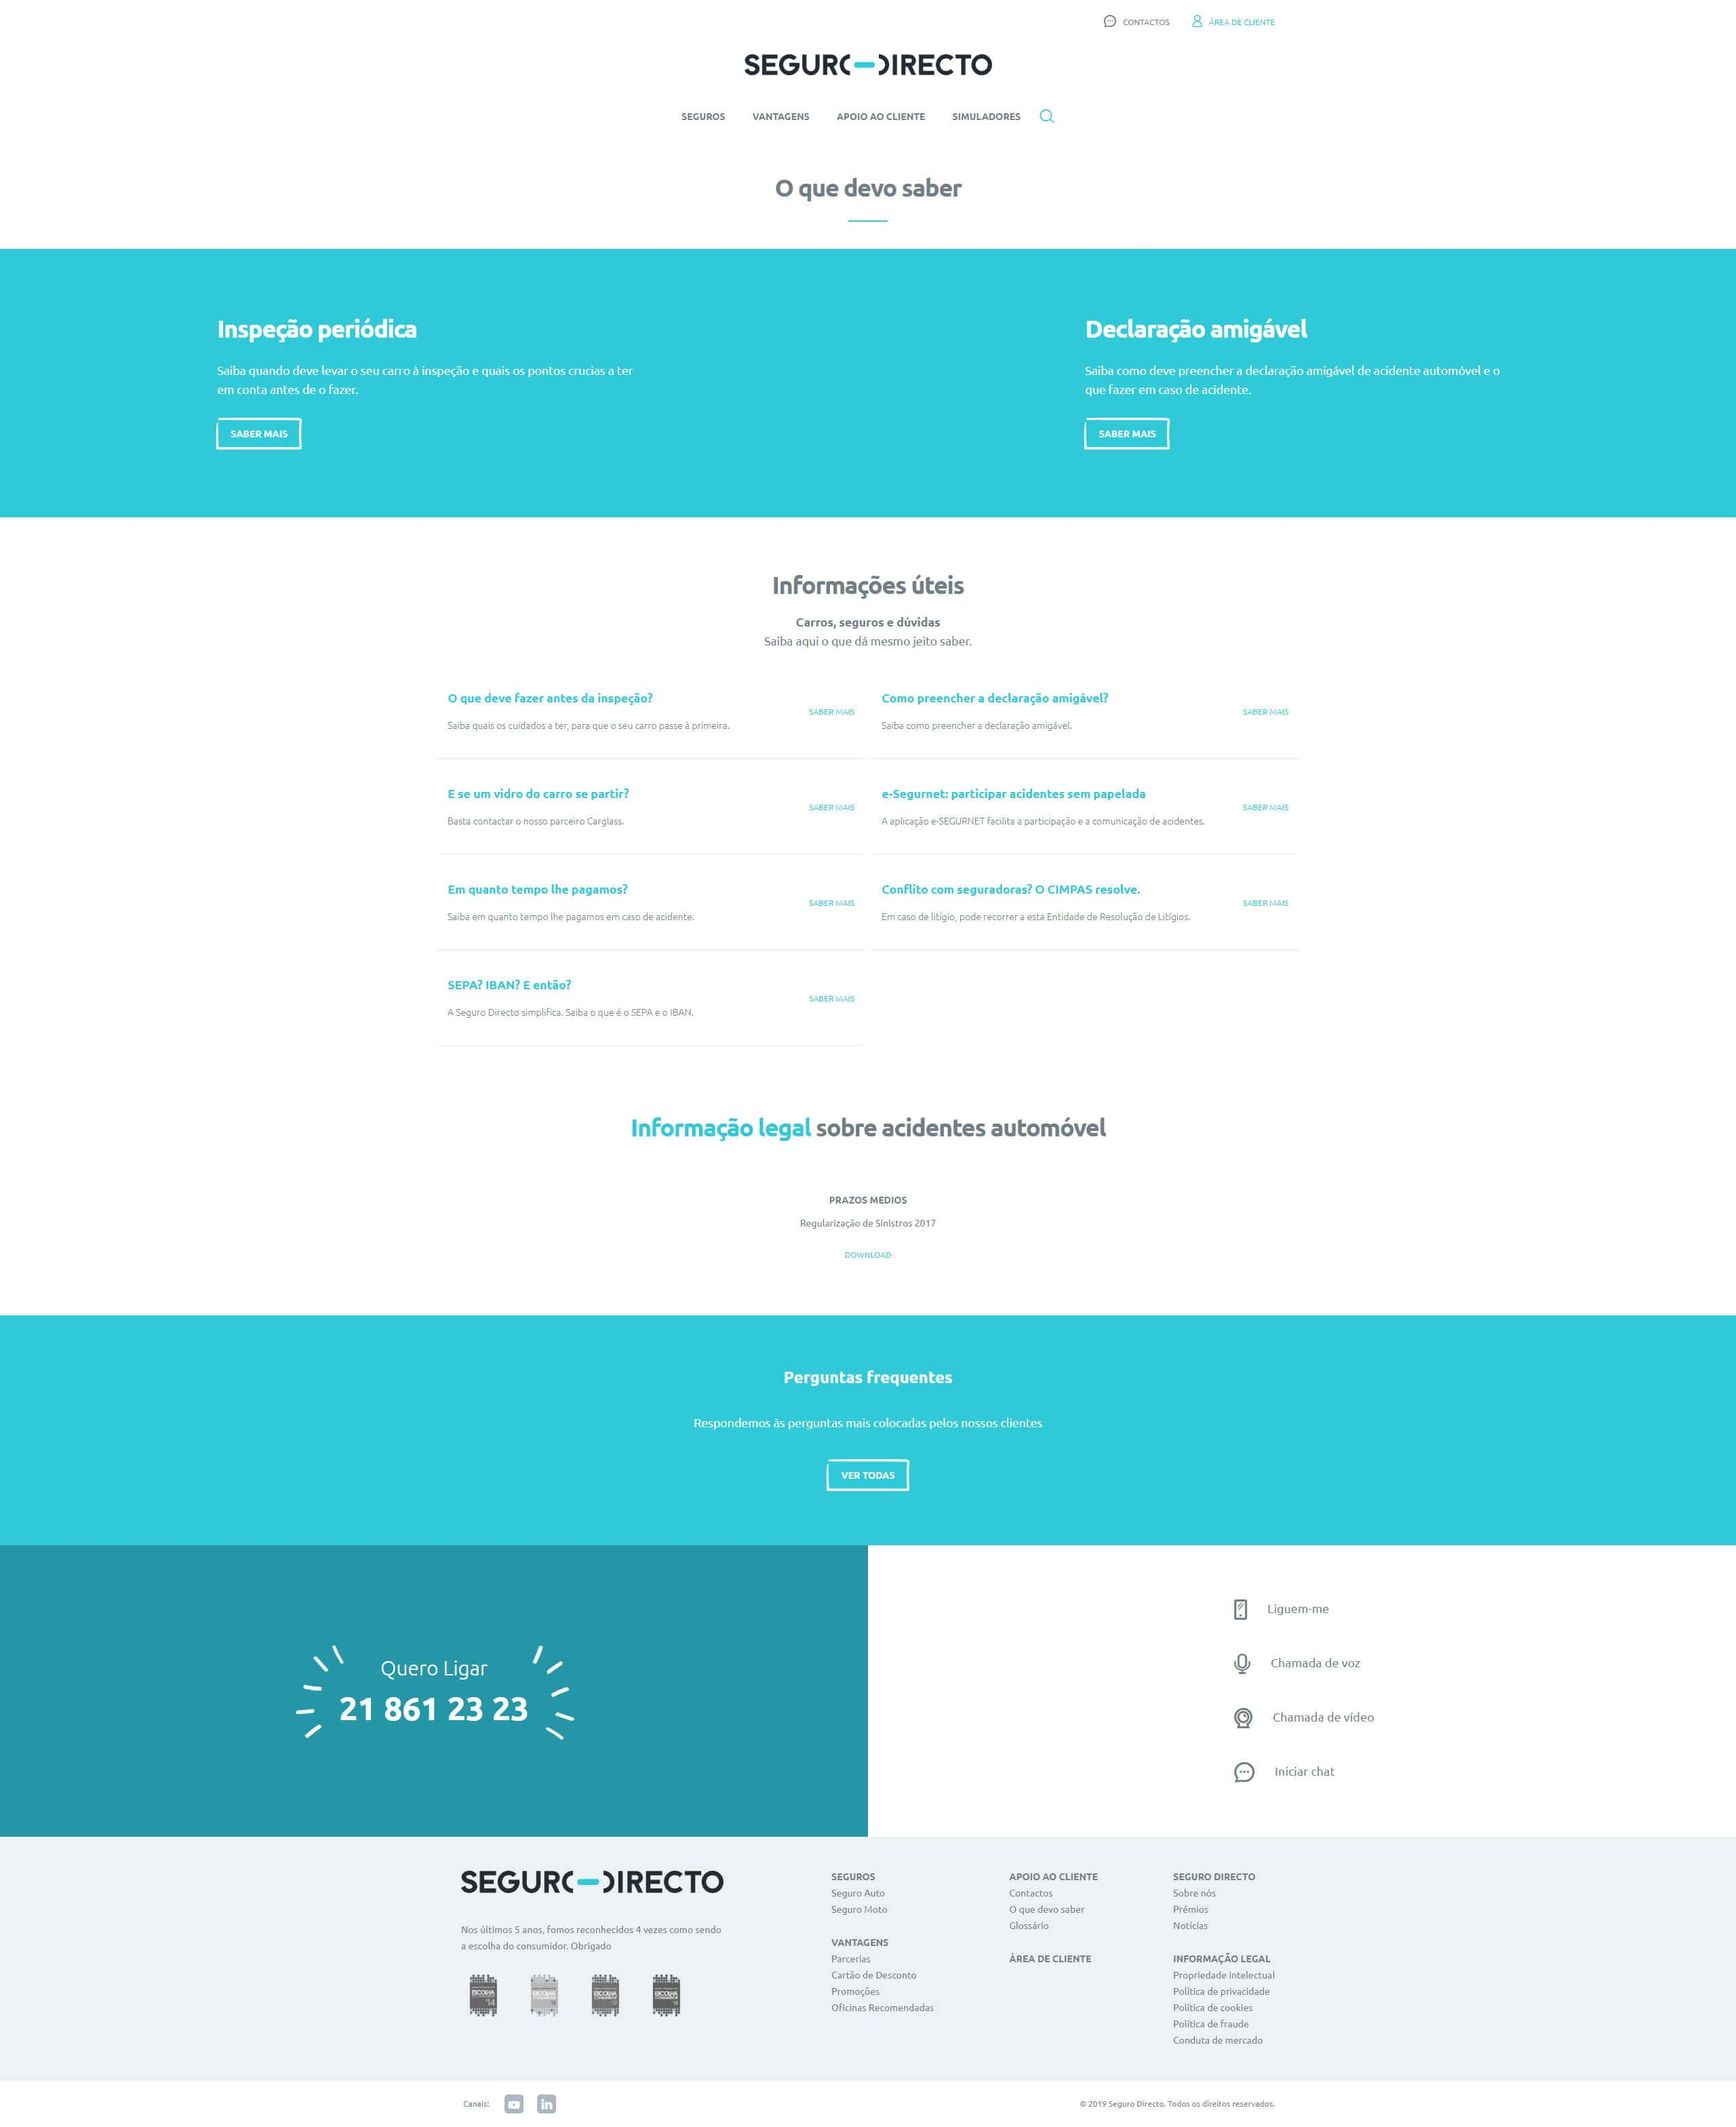 CONTACTOS
ÁREA DE CLIENTE
SEGURO DIRECTO
SEGUROS
VANTAGENS
APOIO AO CLIENTE
SIMULADORES
O que devo saber
Inspeção periódica
Saiba quando deve levar o seu carro à inspeção e quais os pontos crucias a ter
em conta antes de o fazer.
SABER MAIS
Declaração amigável
Saiba como deve preencher a declaração amigável de acidente automóvel e o
que fazer em caso de acidente.
SABER MAIS
Informações úteis
Carros, seguros e dúvidas
Saiba aqui o que dá mesmo jeito saber.
O que deve fazer antes da inspeção?
Saiba quais os cuidados a ter, para que o seu carro passe à primeira.
SABER MAIS
Como preencher a declaração amigável?
Saiba como preencher a declaração amigável.
SABER MAIS
E se um vidro do carro se partir?
Basta contactar o nosso parceiro Carglass.
SABER MAIS
e-Segurnet: participar acidentes sem papelada
A aplicação e-SEGURNET facilita a participação e a comunicação de acidentes.
SABER MAIS
Em quanto tempo lhe pagamos?
Saiba em quanto tempo lhe pagamos em caso de acidente.
SABER MAIS
Conflito com seguradoras? O CIMPAS resolve.
Em caso de litígio, pode recorrer a esta Entidade de Resolução de Litígios.
SABER MAIS
SEPA? IBAN? E então?
A Seguro Directo simplifica. Saiba o que é o SEPA e o IBAN.
SABER MAIS
Informação legal sobre acidentes automóvel
PRAZOS MEDIOS
Regularização de Sinistros 2017
DOWNLOAD
Perguntas frequentes
Respondemos às perguntas mais colocadas pelos nossos clientes
VER TODAS
Quero Ligar
21 861 23 23
Liguem-me
Chamada de voz
Chamada de vídeo
Iniciar chat
SEGURO DIRECTO
Nos últimos 5 anos, fomos reconhecidos 4 vezes como sendo
a escolha do consumidor. Obrigado
ESCOLHA
'14
ESCOLHA
ESCOLHA
ESCOLHA
SEGUROS
Seguro Auto
Seguro Moto
VANTAGENS
Parcerias
Cartão de Desconto
Promoções
Oficinas Recomendadas
APOIO AO CLIENTE
Contactos
O que devo saber
Glossário
ÁREA DE CLIENTE
SEGURO DIRECTO
Sobre nós
Prémios
Notícias
INFORMAÇÃO LEGAL
Propriedade intelectual
Política de privacidade
Política de cookies
Política de fraude
Conduta de mercado
Canais:
© 2019 Seguro Directo. Todos os direitos reservados.